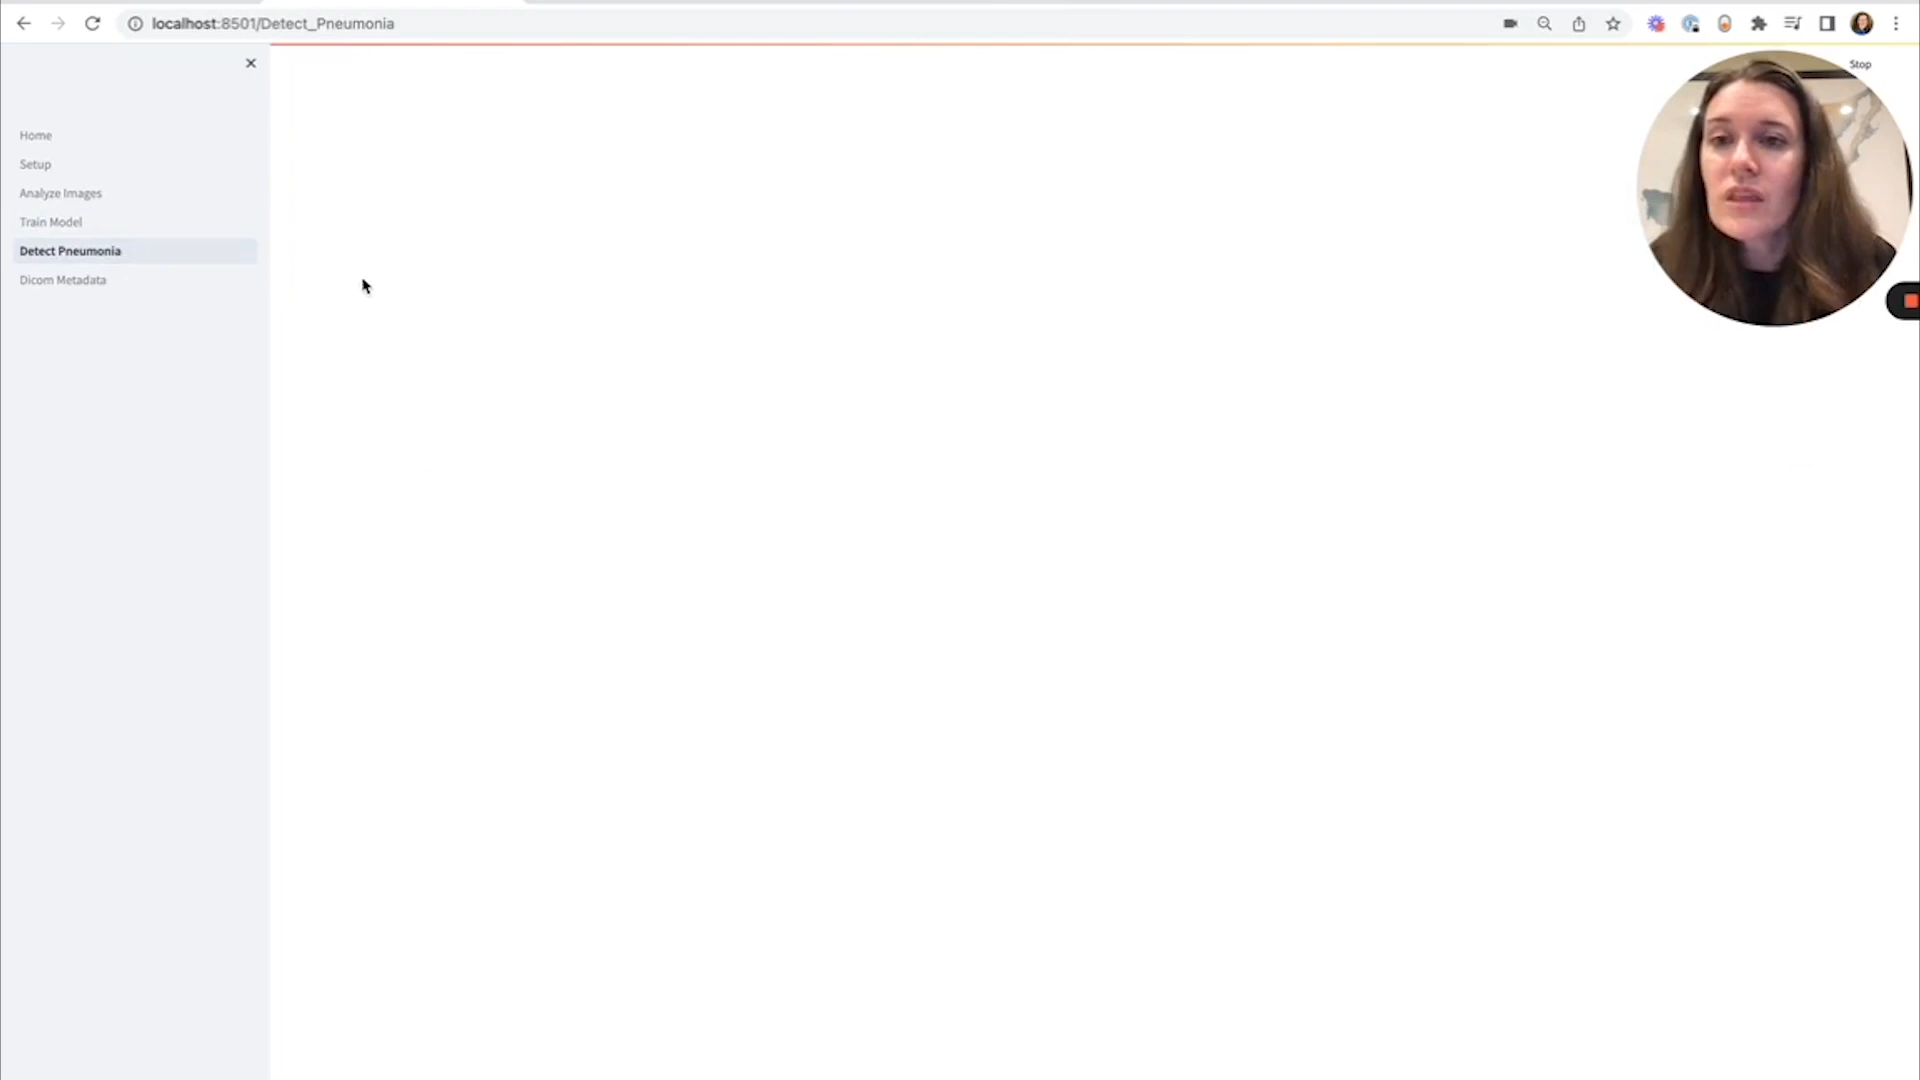 localhost:8501/Detect_Pneumonia
Stop
Home
Setup
Analyze Images
Train Model
Detect Pneumonia
Dicom Metadata